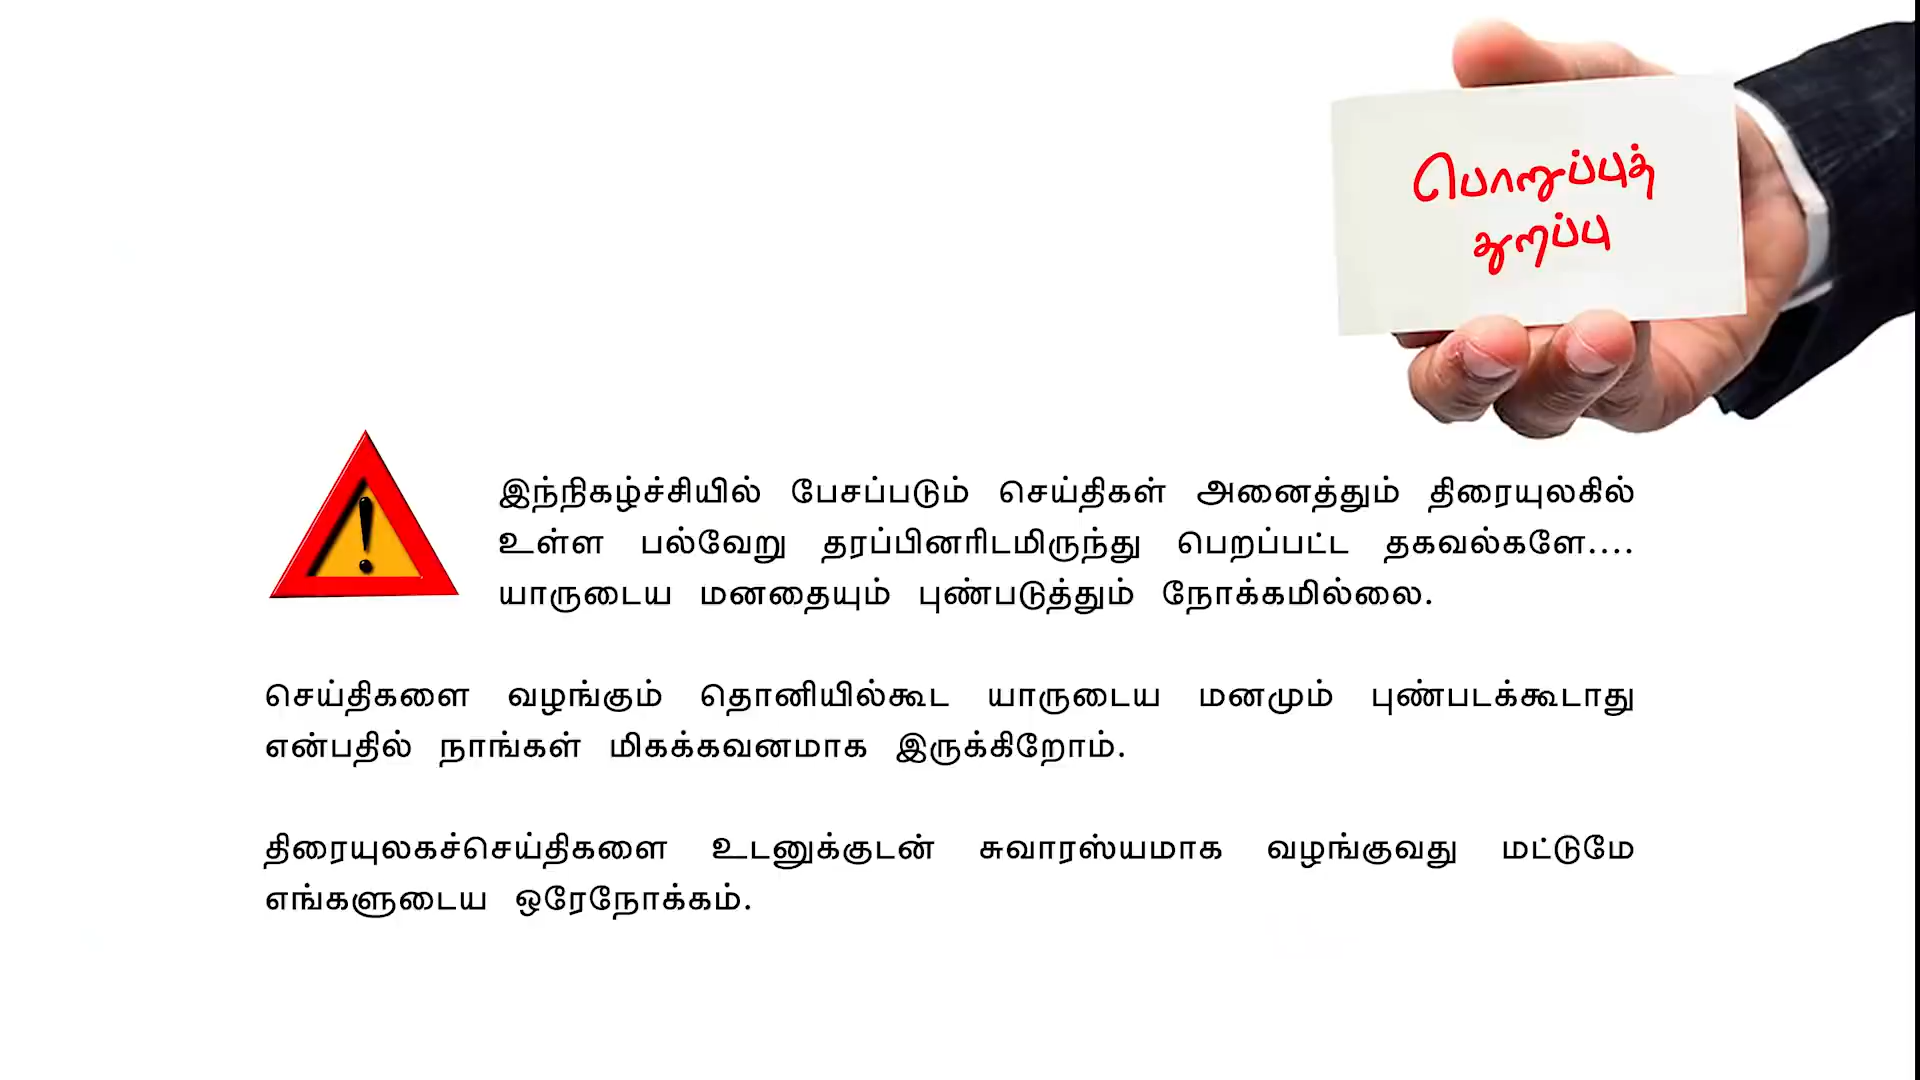 பொறுப்புத்
துறப்பு
இந்நிகழ்ச்சியில் பேசப்படும் செய்திகள் அனைத்தும் திரையுலகில்
உள்ள பல்வேறு தரப்பினரிடமிருந்து பெறப்பட்ட தகவல்களே....
யாருடைய மனதையும் புண்படுத்தும் நோக்கமில்லை.
செய்திகளை வழங்கும் தொனியில்கூட யாருடைய மனமும் புண்படக்கூடாது
என்பதில் நாங்கள் மிகக்கவனமாக இருக்கிறோம்.
திரையுலகச்செய்திகளை உடனுக்குடன் சுவாரஸ்யமாக வழங்குவது மட்டுமே
எங்களுடைய ஒரேநோக்கம்.